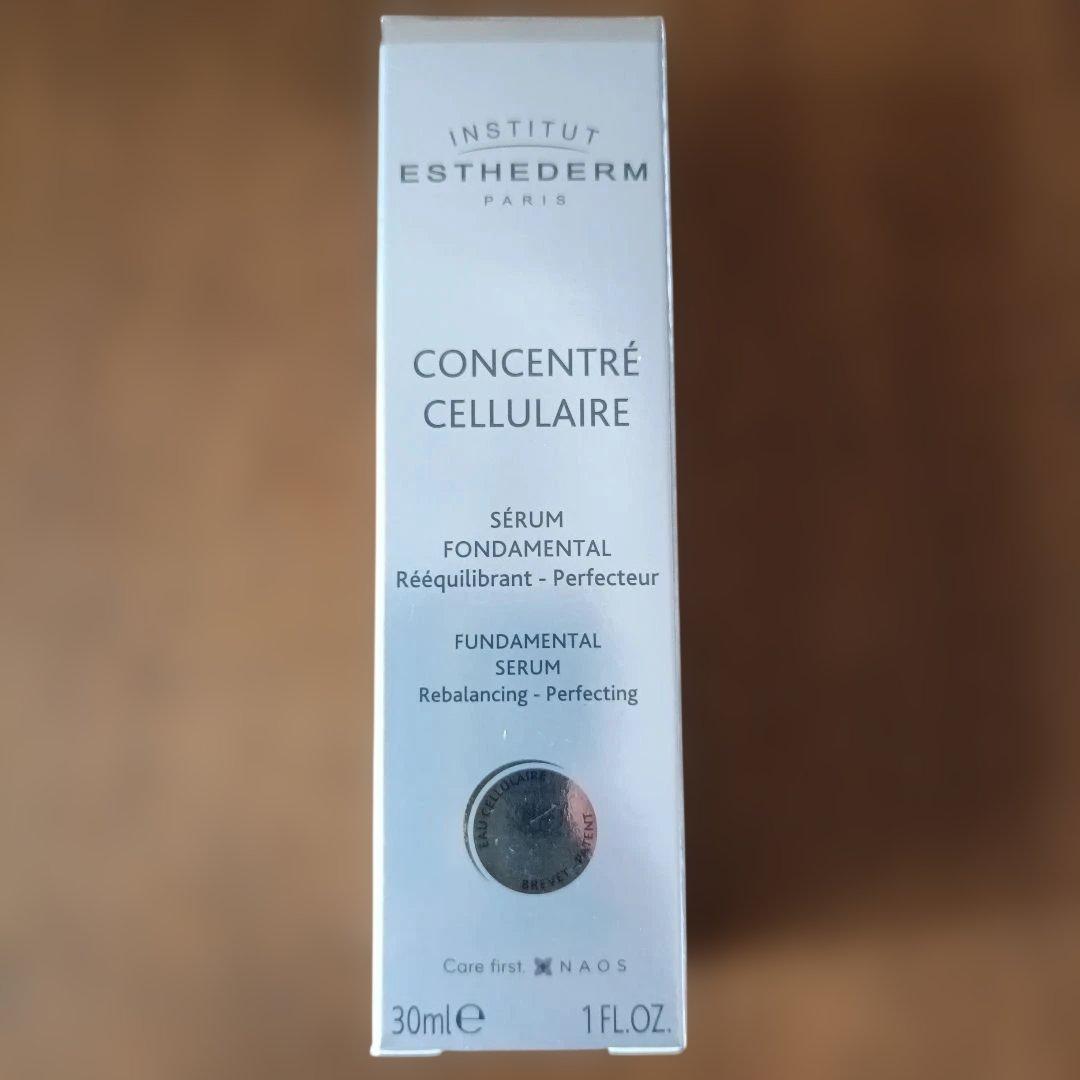 INSTITUT
ESTHEDERM
PARIS
CONCENTRÉ
CELLULAIRE
SÉRUM
FONDAMENTAL
Rééquilibrant - Perfecteur
FUNDAMENTAL
SERUM
Rebalancing - Perfecting
EAU CELLULAIRE
BREVET - PATENT
Care first. NAOS
30ml e 1 FL.OZ.